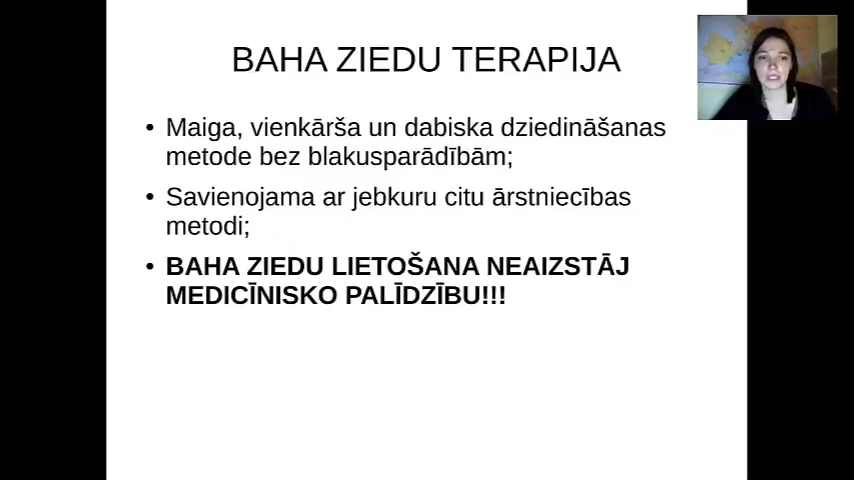 BAHA ZIEDU TERAPIJA
• Maiga, vienkārša un dabiska dziedināšanas
metode bez blakusparādībām;
• Savienojama ar jebkuru citu ārstniecības
metodi;
• BAHA ZIEDU LIETOŠANA NEAIZSTĀJ
MEDICĪNISKO PALĪDZĪBU!!!